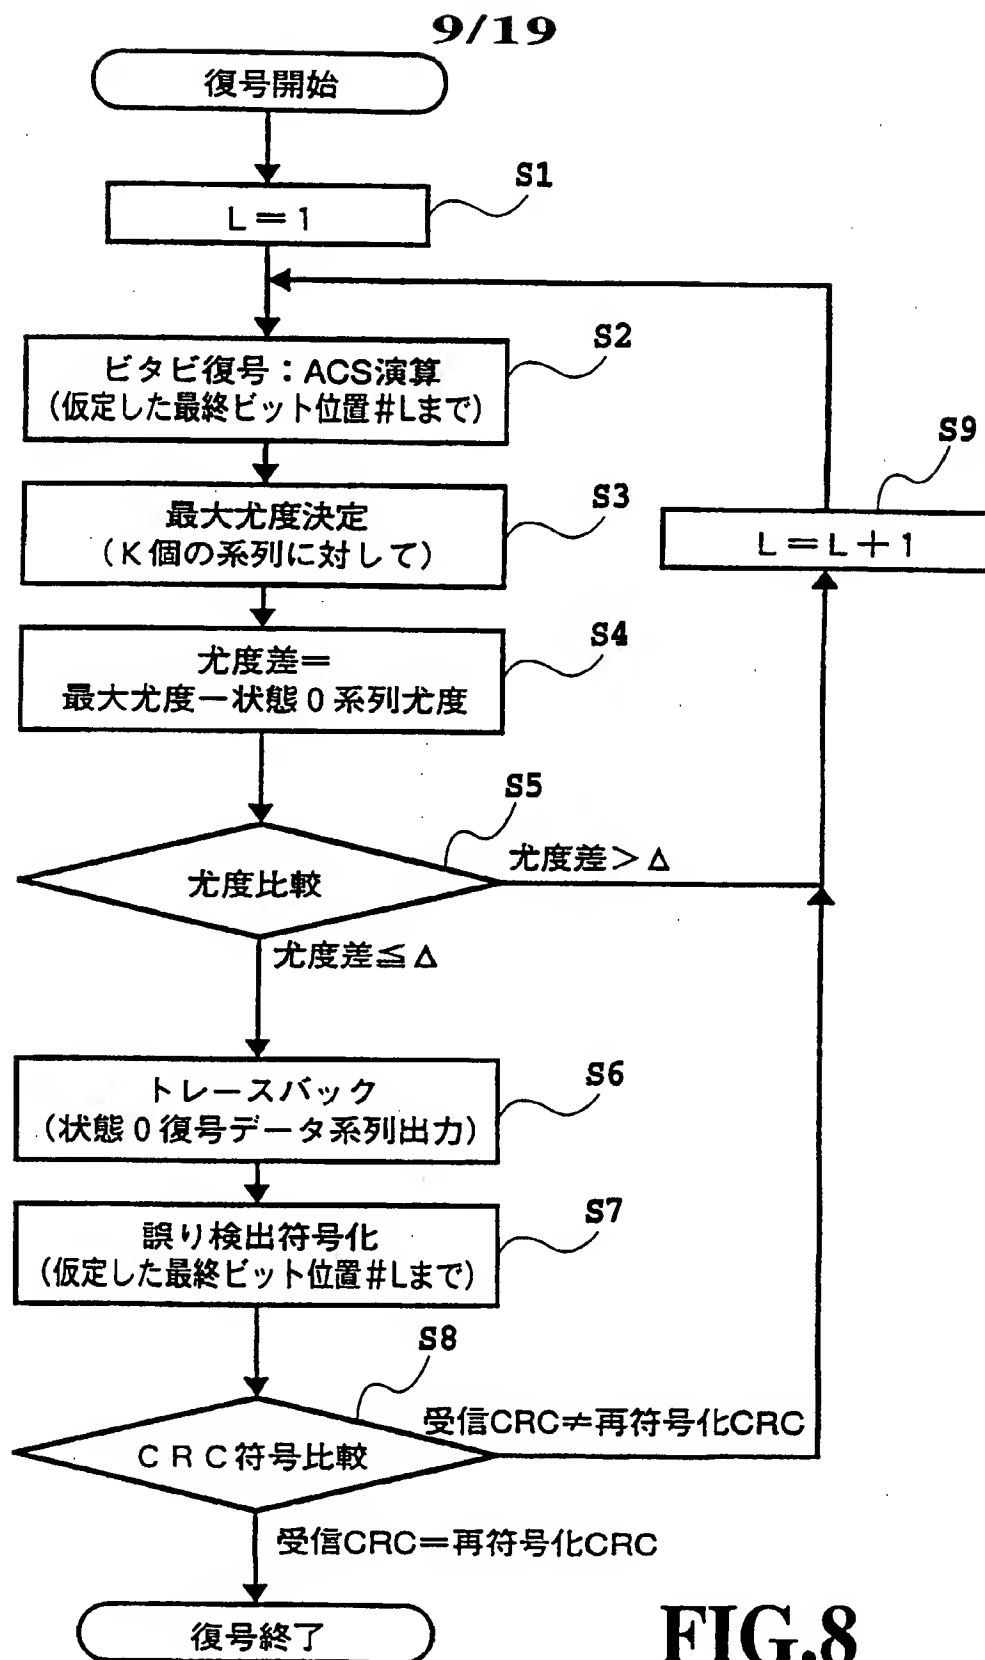 9/19
復号開始
S1
L＝1
S2
ビタビ復号：ACS演算
（仮定した最終ビット位置＃Lまで）
S9
L＝L＋1
S3
最大尤度決定
（K個の系列に対して）
S4
尤度差＝
最大尤度－状態0系列尤度
S5
尤度比較
尤度差＞Δ
尤度差≦Δ
S6
トレースバック
（状態0復号データ系列出力）
S7
誤り検出符号化
（仮定した最終ビット位置＃Lまで）
S8
CRC符号比較
受信CRC≠再符号化CRC
受信CRC＝再符号化CRC
復号終了
FIG.8